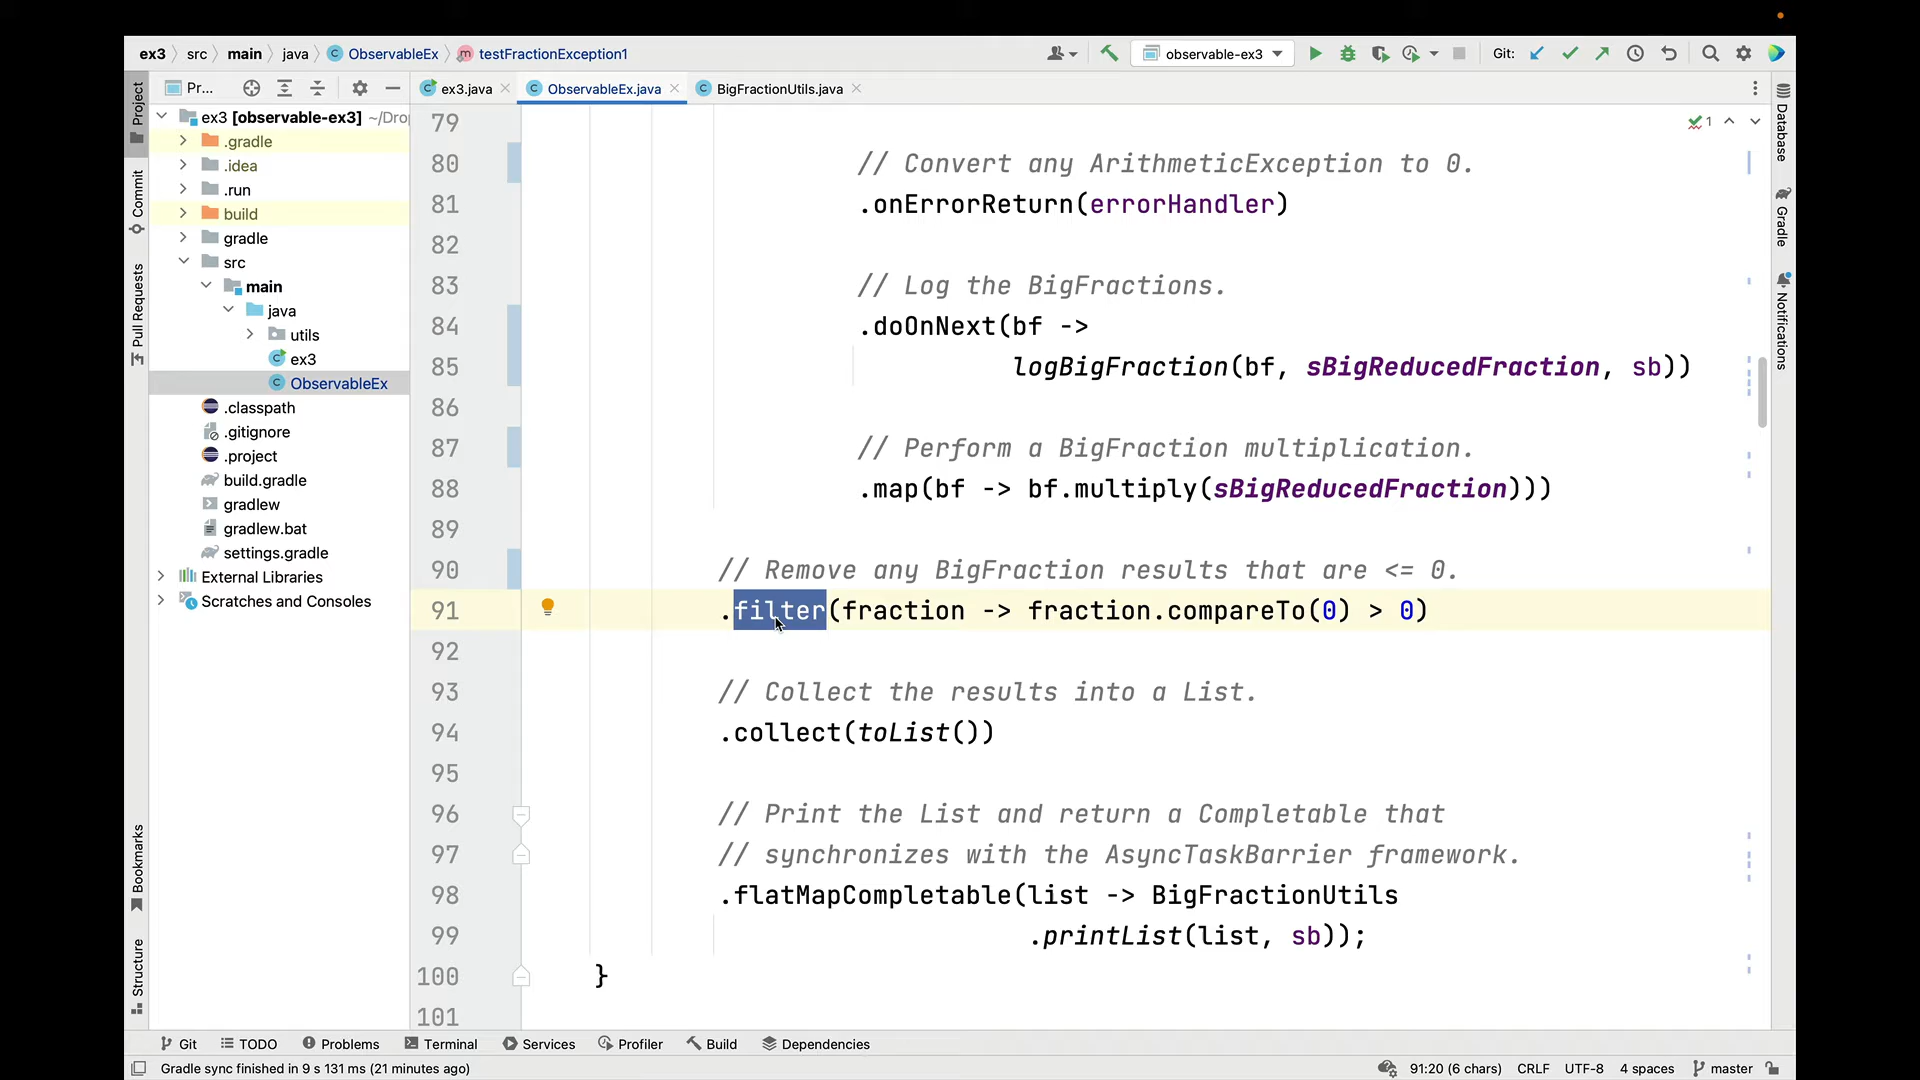 ex3 src main java ObservableEx testFractionException1 observable-ex3 Git:
Project Pr... ex3.java ObservableEx.java BigFractionUtils.java
ex3 [observable-ex3] ~/Dro
.gradle
.idea
.run
build
gradle
src
main
java
utils
ex3
ObservableEx
.classpath
.gitignore
.project
build.gradle
gradlew
gradlew.bat
settings.gradle
External Libraries
Scratches and Consoles
Commit
Pull Requests
Bookmarks
Structure
79
80 // Convert any ArithmeticException to 0.
81 .onErrorReturn(errorHandler)
82
83 // Log the BigFractions.
84 .doOnNext(bf ->
85 logBigFraction(bf, sBigReducedFraction, sb))
86
87 // Perform a BigFraction multiplication.
88 .map(bf -> bf.multiply(sBigReducedFraction)))
89
90 // Remove any BigFraction results that are <= 0.
91 .filter(fraction -> fraction.compareTo(0) > 0)
92
93 // Collect the results into a List.
94 .collect(toList())
95
96 // Print the List and return a Completable that
97 // synchronizes with the AsyncTaskBarrier framework.
98 .flatMapCompletable(list -> BigFractionUtils
99 .printList(list, sb));
100 }
101
1
Database
Gradle
Notifications
Git TODO Problems Terminal Services Profiler Build Dependencies
Gradle sync finished in 9 s 131 ms (21 minutes ago) 91:20 (6 chars) CRLF UTF-8 4 spaces master